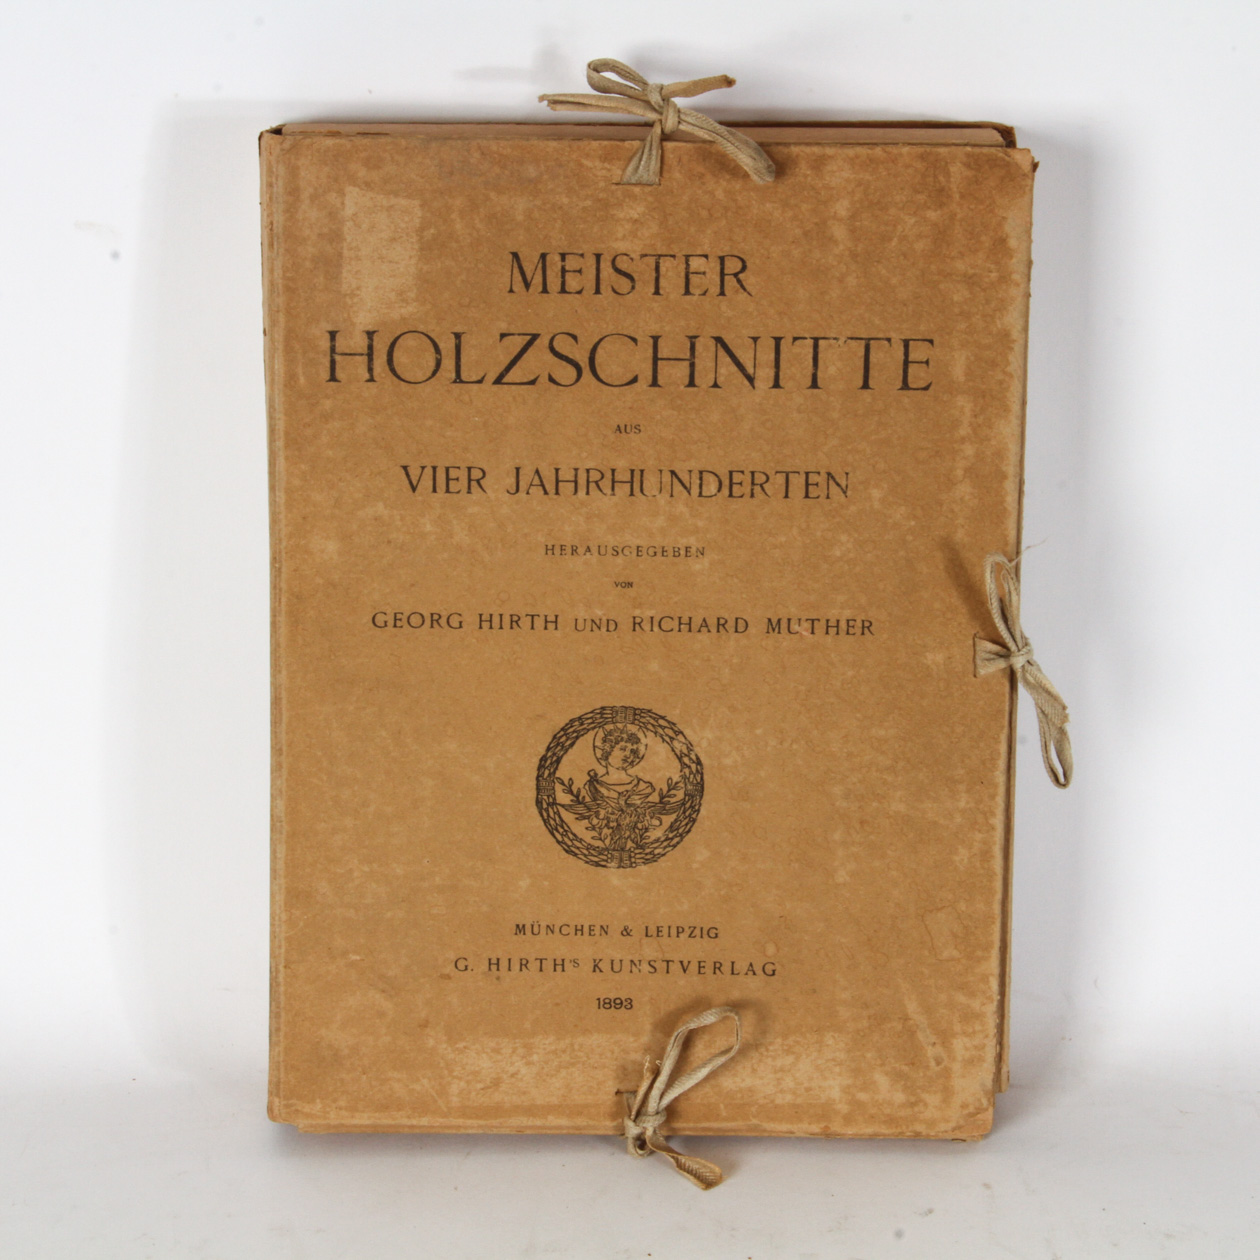 MEISTER
HOLZSCHNITTE
AUS
VIER JAHRHUNDERTEN
HERAUSGEGEBEN
VON
GEORG HIRTH UND RICHARD MUTHER
MÜNCHEN & LEIPZIG
G. HIRTH'S KUNSTVERLAG
1893